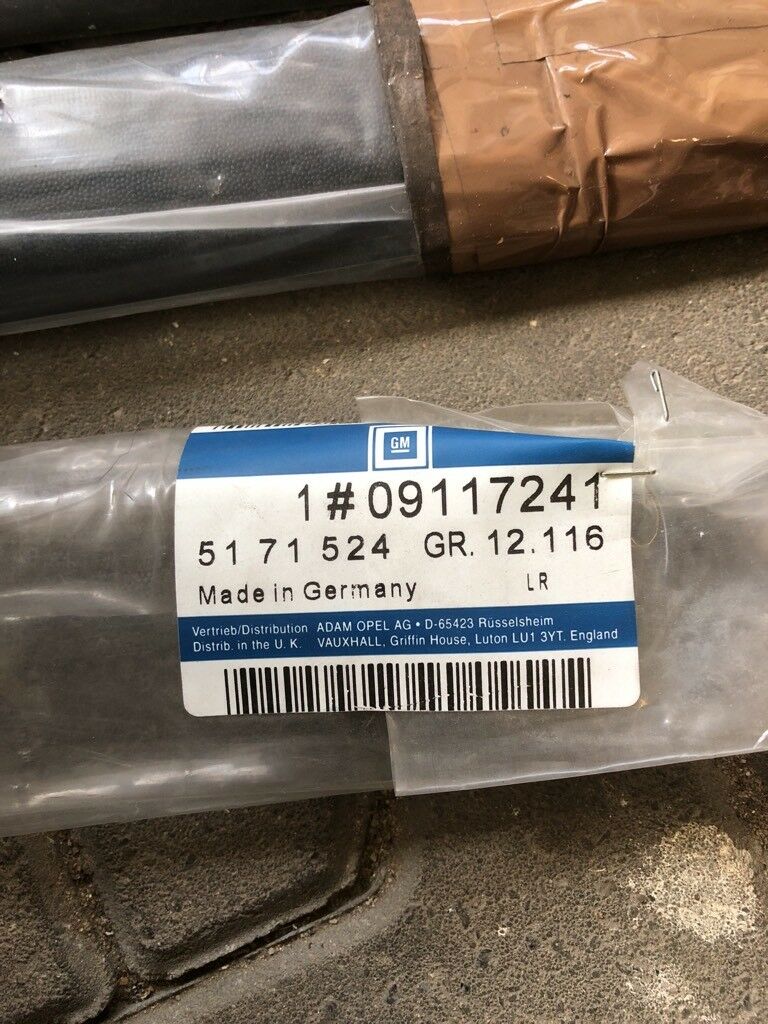 GM
1#09117241
51 71 524 GR. 12.116
Made in Germany LR
Vertrieb/Distribution ADAM OPEL AG • D-65423 Rüsselsheim
Distrib. in the U. K. VAUXHALL, Griffin House, Luton LU1 3YT. England